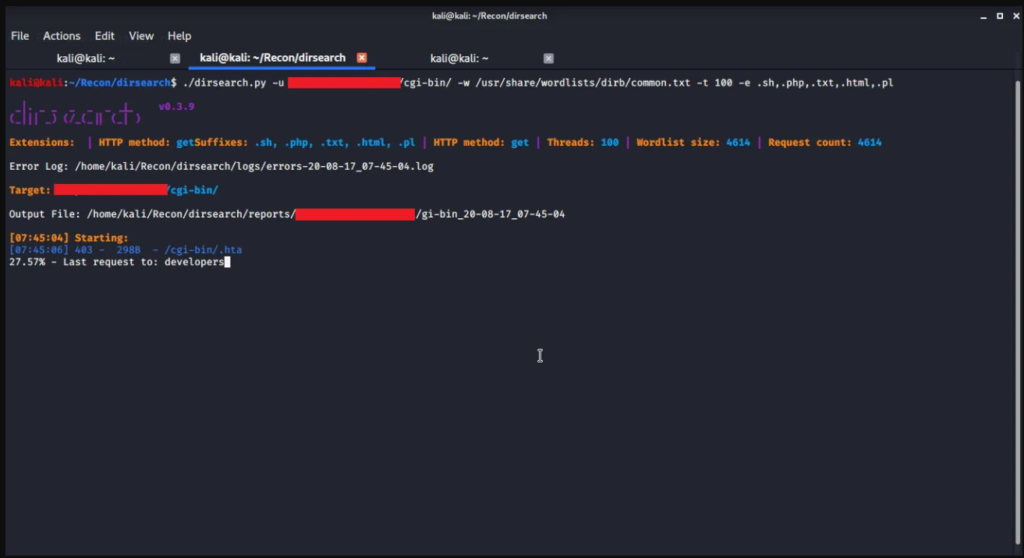 kali@kali: ~/Recon/dirsearch
File Actions Edit View Help
kali@kali: ~ kali@kali: ~/Recon/dirsearch kali@kali: ~
kali@kali:~/Recon/dirsearch$ ./dirsearch.py -u /cgi-bin/ -w /usr/share/wordlists/dirb/common.txt -t 100 -e .sh,.php,.txt,.html,.pl
v0.3.9
Extensions: | HTTP method: getSuffixes: .sh, .php, .txt, .html, .pl | HTTP method: get | Threads: 100 | Wordlist size: 4614 | Request count: 4614
Error Log: /home/kali/Recon/dirsearch/logs/errors-20-08-17_07-45-04.log
Target: /cgi-bin/
Output File: /home/kali/Recon/dirsearch/reports/ /gi-bin_20-08-17_07-45-04
[07:45:04] Starting:
[07:45:06] 403 - 298B - /cgi-bin/.hta
27.57% - Last request to: developers